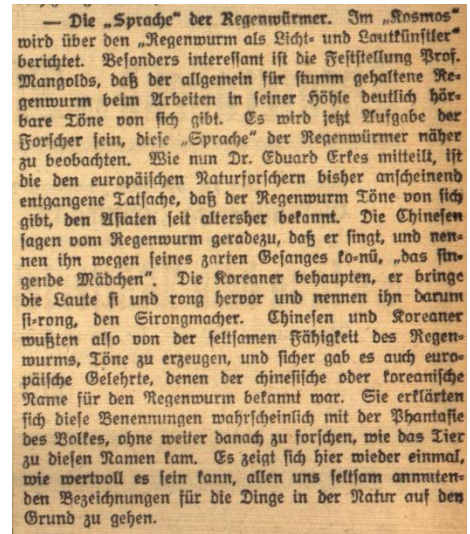 — Die „Sprache" der Regenwürmer. Im „Kosmos"
wird über den „Regenwurm als Licht- und Lautkünstler"
berichtet. Besonders interessant ist die Feststellung Prof.
Mangolds, daß der allgemein für stumm gehaltene Re-
genwurm beim Arbeiten in seiner Höhle deutlich hör-
bare Töne von sich gibt. Es wird jetzt Aufgabe der
Forscher sein, diese „Sprache" der Regenwürmer näher
zu beobachten. Wie nun Dr. Eduard Erkes mitteilt, ist
die den europäischen Naturforschern bisher anscheinend
entgangene Tatsache, daß der Regenwurm Töne von sich
gibt, den Asiaten seit altersher bekannt. Die Chinesen
sagen vom Regenwurm geradezu, daß er singt, und nen-
nen ihn wegen seines zarten Gesanges ko-nü, „das sin-
gende Mädchen". Die Koreaner behaupten, er bringe
die Laute si und rong hervor und nennen ihn darum
si-rong, den Sirongmacher. Chinesen und Koreaner
wußten also von der seltsamen Fähigkeit des Regen-
wurms, Töne zu erzeugen, und sicher gab es auch euro-
päische Gelehrte, denen der chinesische oder koreanische
Name für den Regenwurm bekannt war. Sie erklärten
sich diese Benennungen wahrscheinlich mit der Phantasie
des Volkes, ohne weiter danach zu forschen, wie das Tier
zu diesen Namen kam. Es zeigt sich hier wieder einmal,
wie wertvoll es sein kann, allen uns seltsam anmuten-
den Bezeichnungen für die Dinge in der Natur auf den
Grund zu gehen.